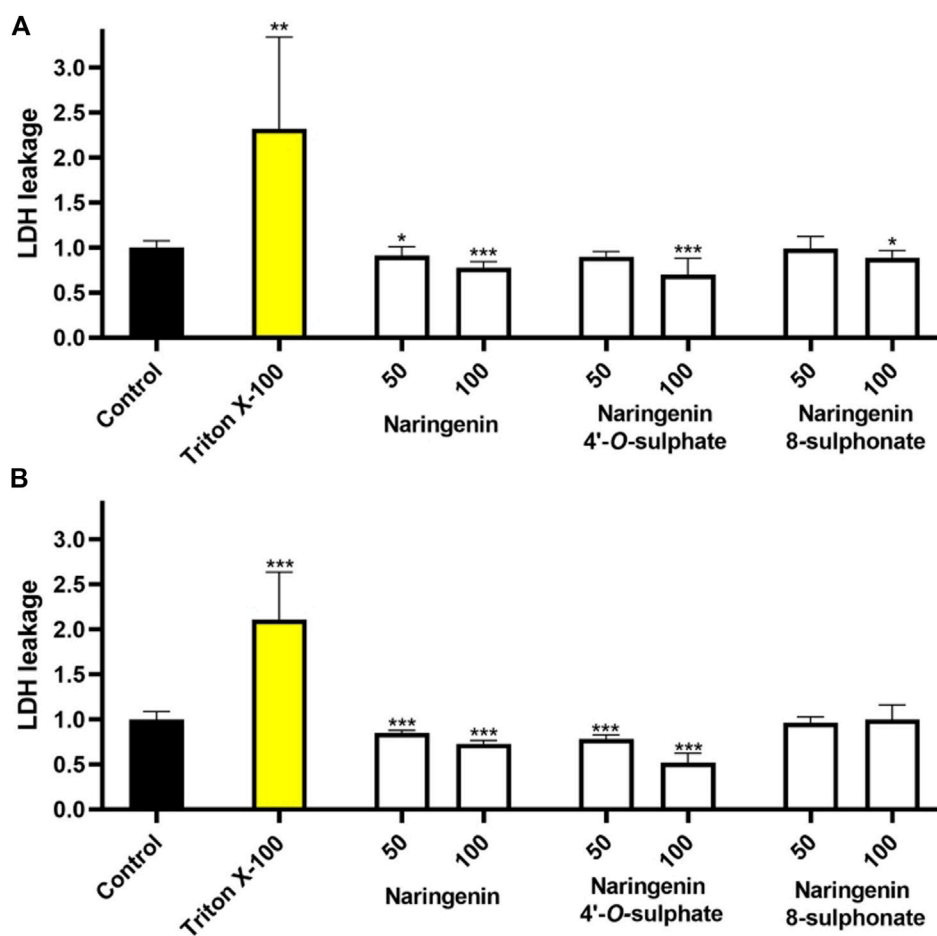 A
LDH leakage
3.0
2.5
2.0
1.5
1.0
0.5
0.0
**
*
***
***
*
Control
Triton X-100
50
100
50
100
50
100
Naringenin
Naringenin
4'-O-sulphate
Naringenin
8-sulphonate
B
LDH leakage
3.0
2.5
2.0
1.5
1.0
0.5
0.0
***
***
***
***
***
Control
Triton X-100
50
100
50
100
50
100
Naringenin
Naringenin
4'-O-sulphate
Naringenin
8-sulphonate